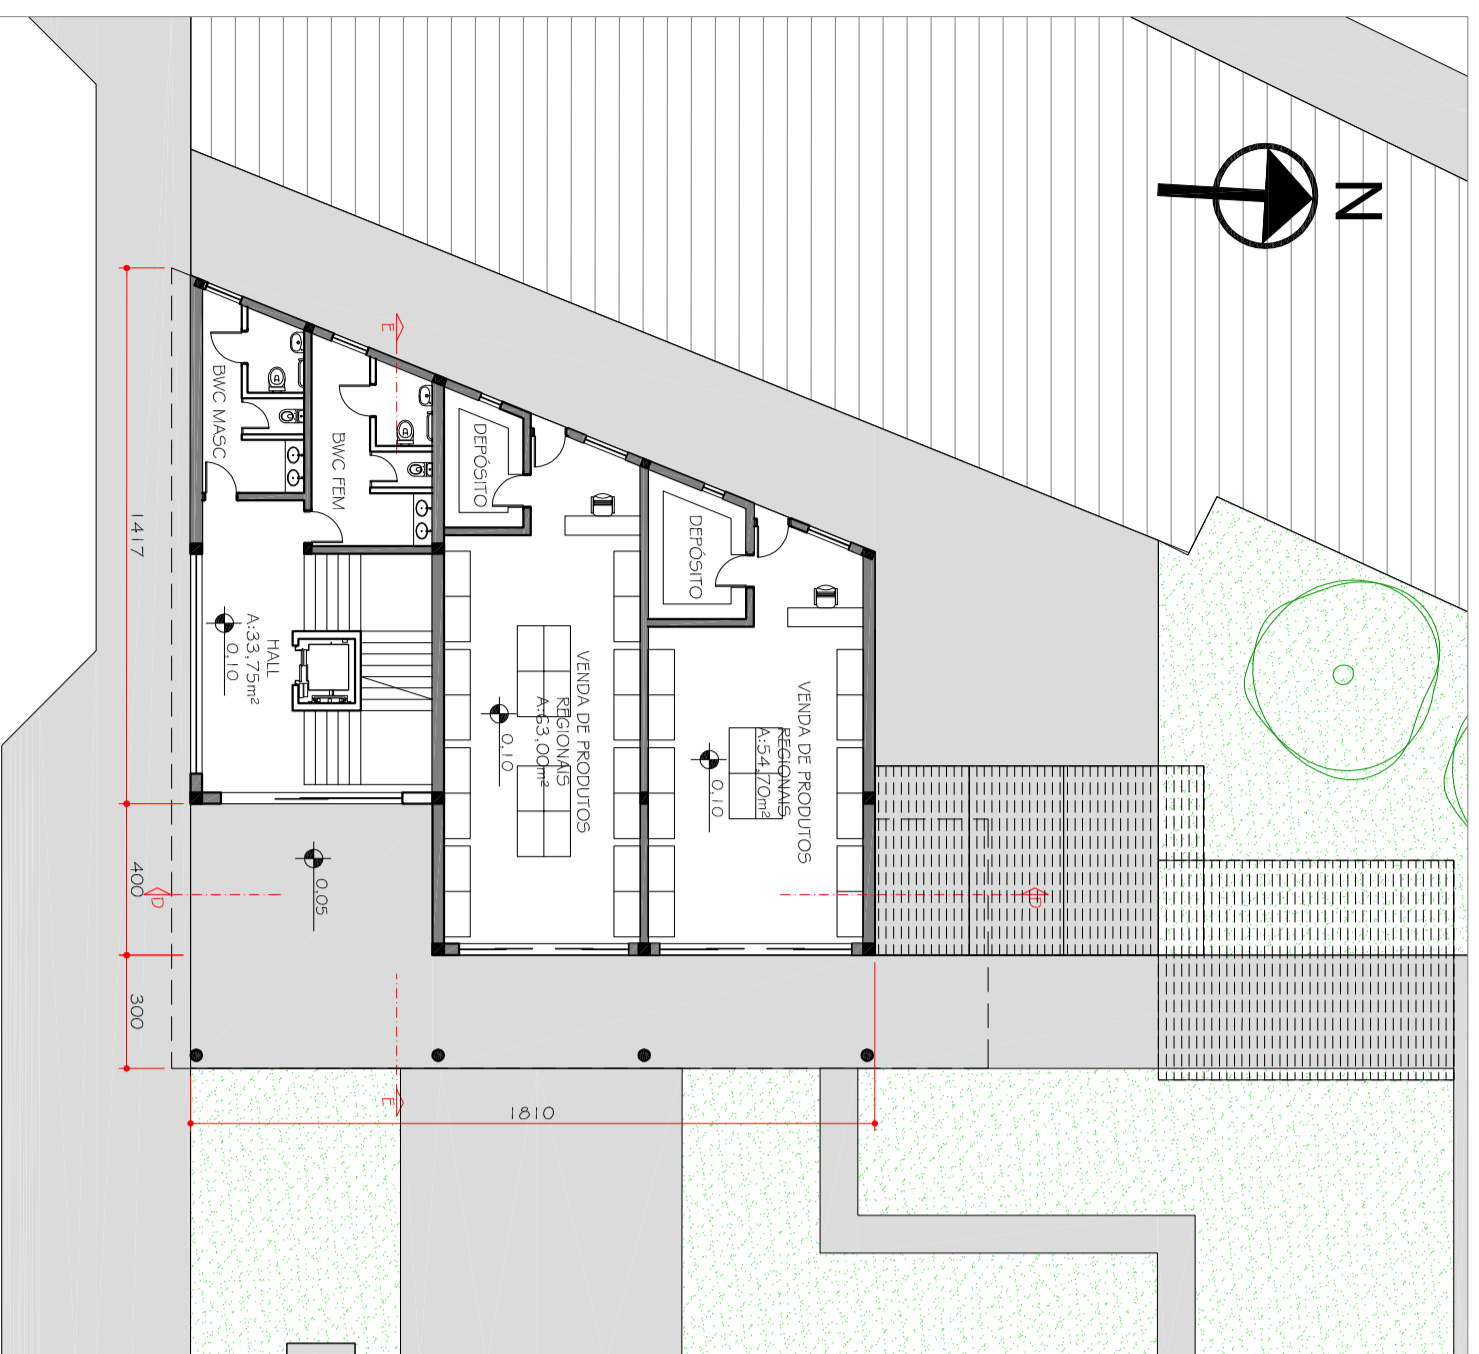 N
BWC MASC
BWC FEM
DEPÓSITO
DEPÓSITO
HALL
A:33,75m²
0,10
VENDA DE PRODUTOS
REGIONAIS
A:63,00m²
0,10
VENDA DE PRODUTOS
REGIONAIS
A:54,70m²
0,10
0,05
1417
400
300
1810
E
E
D
D